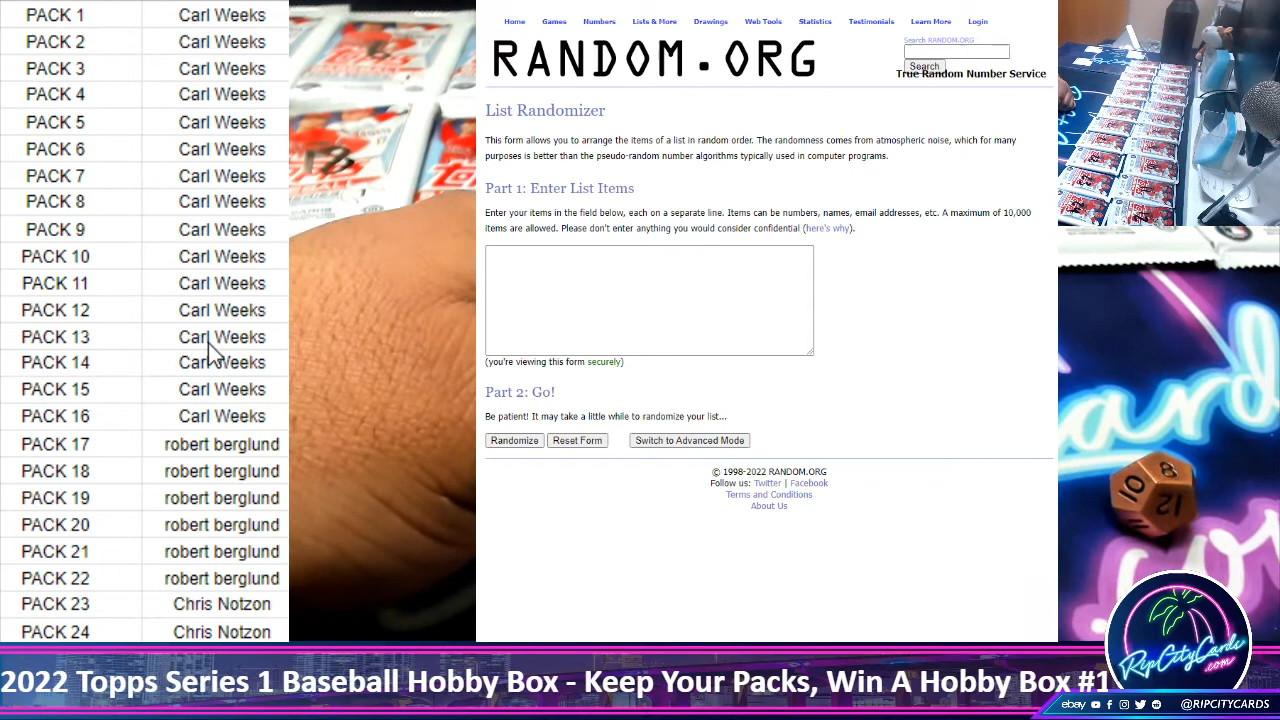 PACK 1 Carl Weeks
PACK 2 Carl Weeks
PACK 3 Carl Weeks
PACK 4 Carl Weeks
PACK 5 Carl Weeks
PACK 6 Carl Weeks
PACK 7 Carl Weeks
PACK 8 Carl Weeks
PACK 9 Carl Weeks
PACK 10 Carl Weeks
PACK 11 Carl Weeks
PACK 12 Carl Weeks
PACK 13 Carl Weeks
PACK 14 Carl Weeks
PACK 15 Carl Weeks
PACK 16 Carl Weeks
PACK 17 robert berglund
PACK 18 robert berglund
PACK 19 robert berglund
PACK 20 robert berglund
PACK 21 robert berglund
PACK 22 robert berglund
PACK 23 Chris Notzon
PACK 24 Chris Notzon
Home Games Numbers Lists & More Drawings Web Tools Statistics Testimonials Learn More Login
RANDOM.ORG
Search RANDOM.ORG
Search
True Random Number Service
List Randomizer
This form allows you to arrange the items of a list in random order. The randomness comes from atmospheric noise, which for many
purposes is better than the pseudo-random number algorithms typically used in computer programs.
Part 1: Enter List Items
Enter your items in the field below, each on a separate line. Items can be numbers, names, email addresses, etc. A maximum of 10,000
items are allowed. Please don't enter anything you would consider confidential (here's why).
(you're viewing this form securely)
Part 2: Go!
Be patient! It may take a little while to randomize your list...
Randomize Reset Form Switch to Advanced Mode
© 1998-2022 RANDOM.ORG
Follow us: Twitter | Facebook
Terms and Conditions
About Us
8
10
12
RipCityCards
.com
2022 Topps Series 1 Baseball Hobby Box - Keep Your Packs, Win A Hobby Box #1
ebay @RIPCITYCARDS